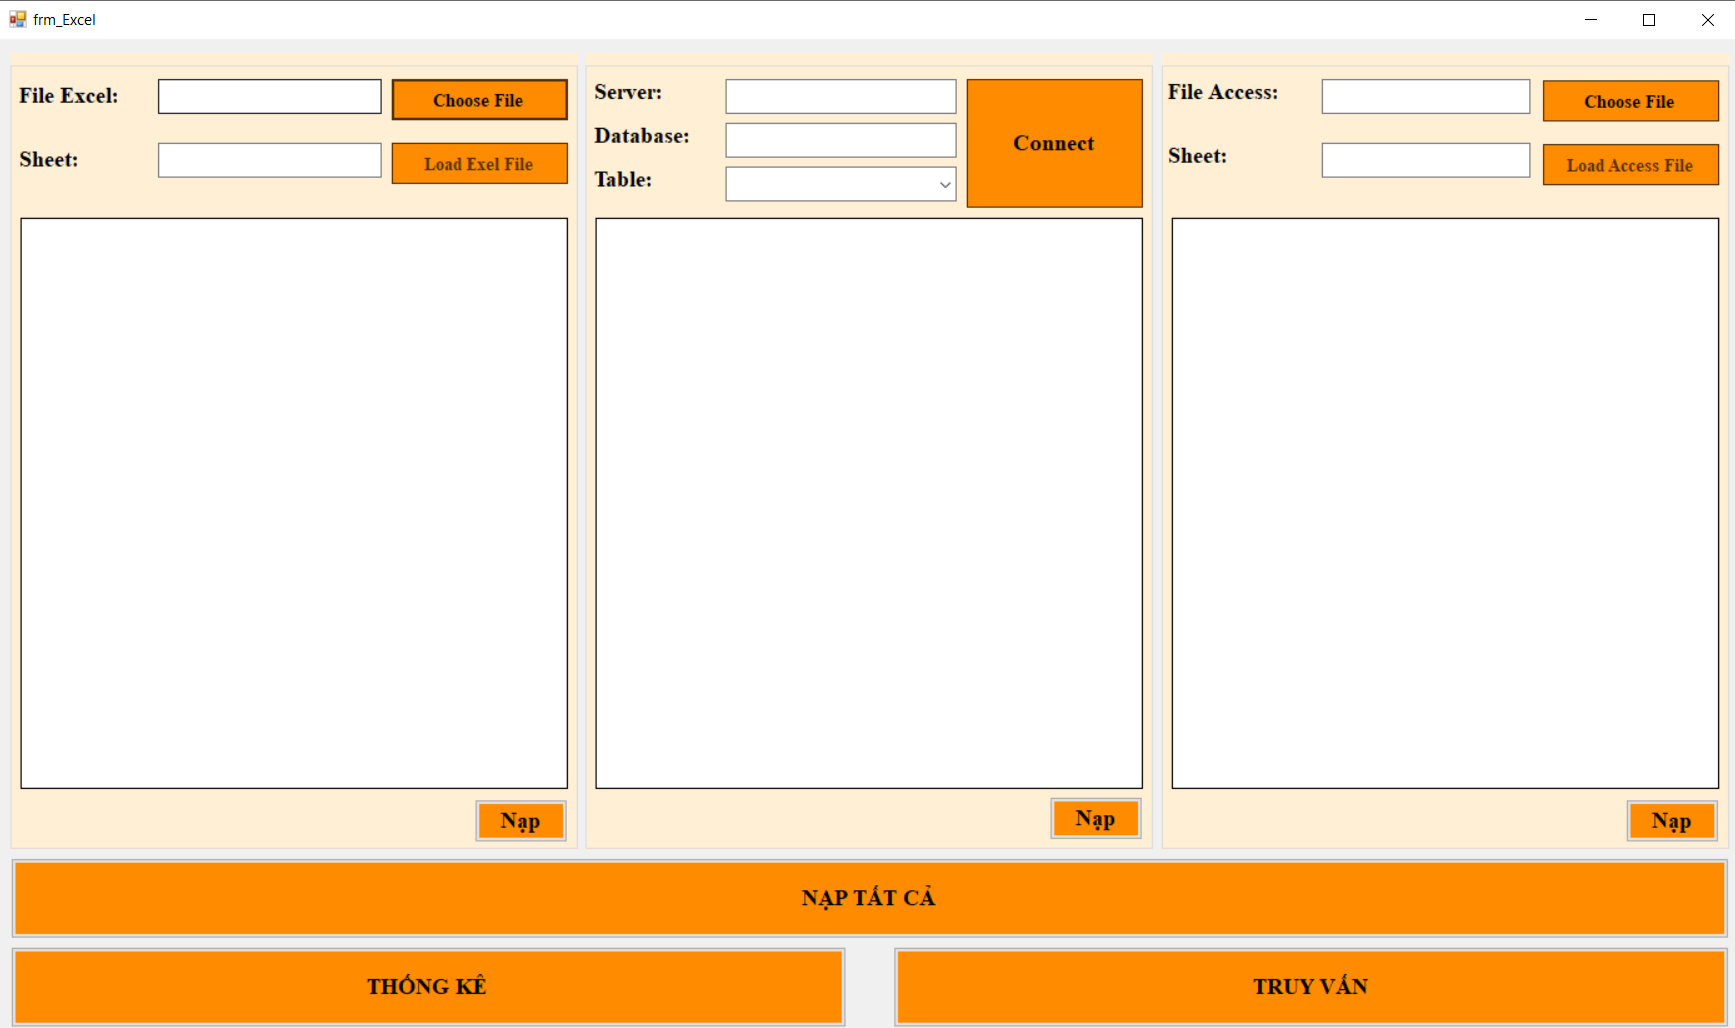 frm_Excel
File Excel:
Choose File
Sheet:
Load Exel File
Nạp
Server:
Database:
Table:
Connect
Nạp
File Access:
Choose File
Sheet:
Load Access File
Nạp
NẠP TẤT CẢ
THỐNG KÊ
TRUY VẤN